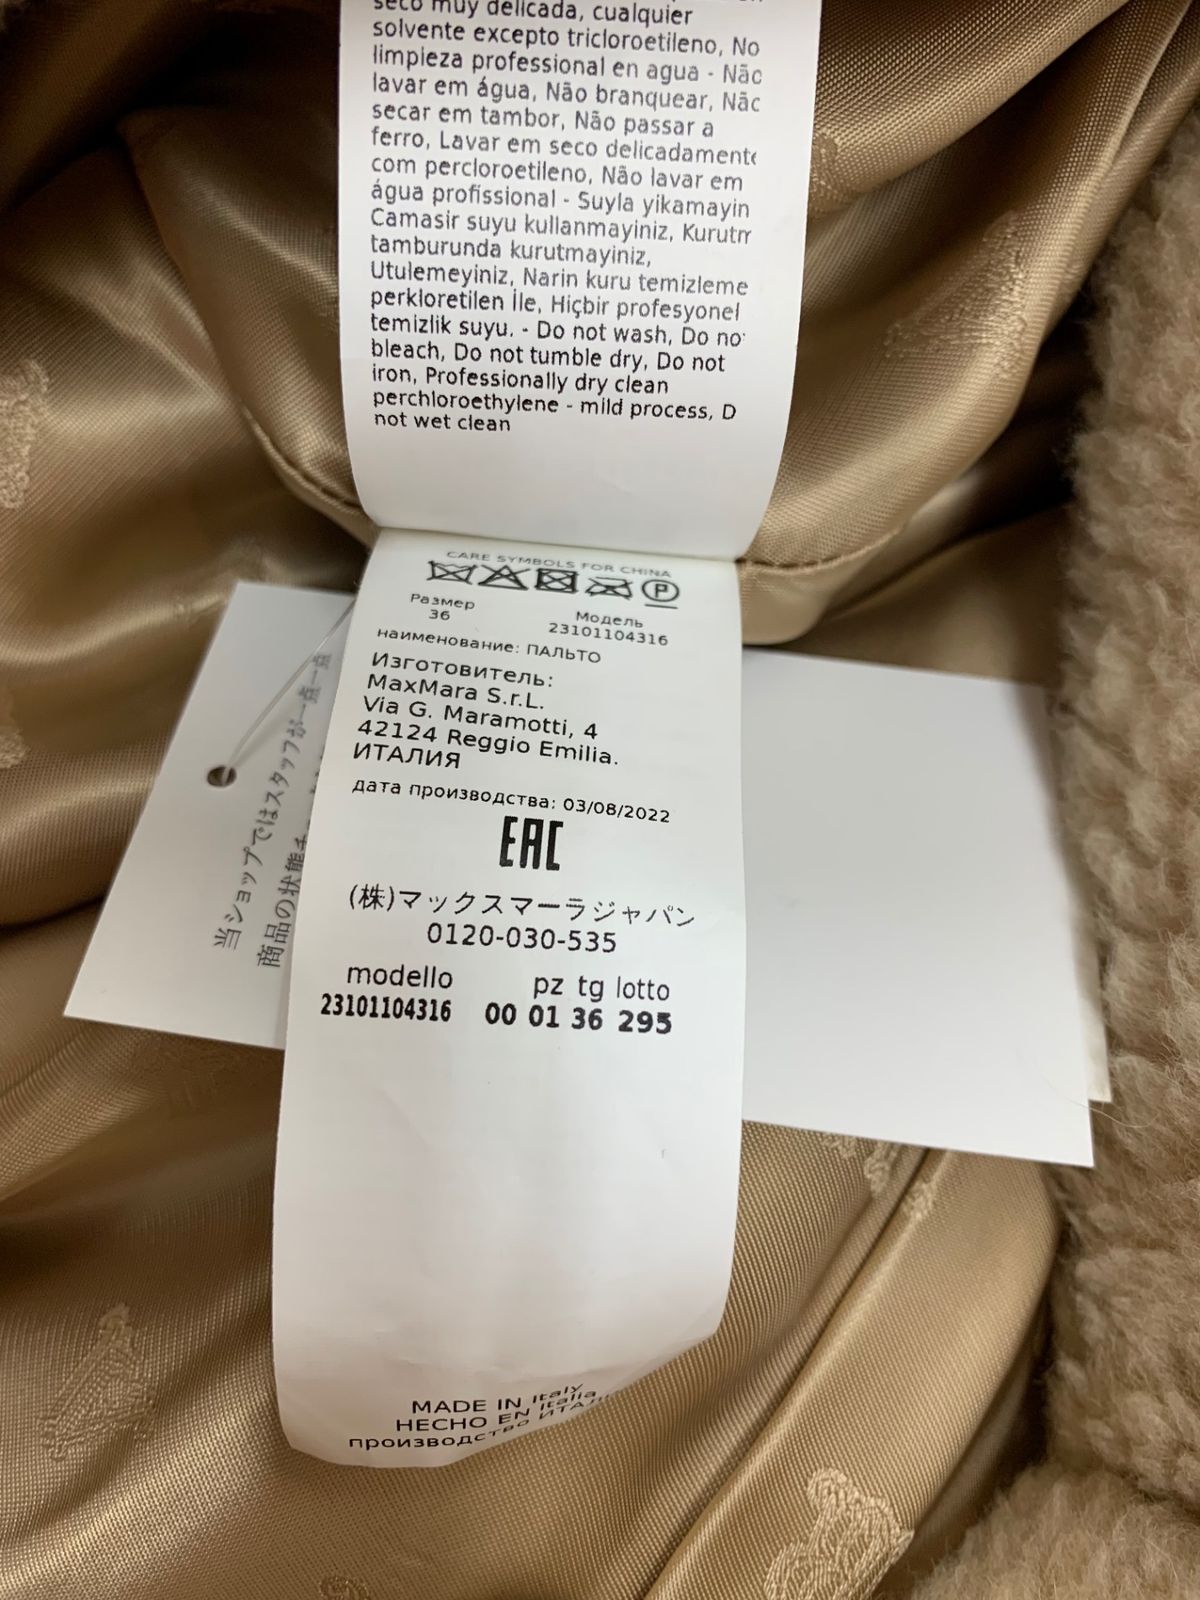 seco muy delicada, cualquier
solvente excepto tricloroetileno, No
limpieza professional en agua - Não
lavar em água, Não branquear, Não
secar em tambor, Não passar a
ferro, Lavar em seco delicadamente
com percloroetileno, Não lavar em
água profissional - Suyla yikamayin
Camasir suyu kullanmayiniz, Kurutm
tamburunda kurutmayiniz,
Utulemeyiniz, Narin kuru temizleme
perkloretilen İle, Hiçbir profesyonel
temizlik suyu. - Do not wash, Do no
bleach, Do not tumble dry, Do not
iron, Professionally dry clean
perchloroethylene - mild process, D
not wet clean
CARE SYMBOLS FOR CHINA
P
Размер
36
Модель
23101104316
наименование: ПАЛЬТО
Изготовитель:
MaxMara S.r.L.
Via G. Maramotti, 4
42124 Reggio Emilia.
ИТАЛИЯ
дата производства: 03/08/2022
EAC
(株)マックスマーラジャパン
0120-030-535
modello pz tg lotto
23101104316 00 01 36 295
MADE IN Italy
HECHO EN Italia
производство ИТАЛ
当ショップではスタッフが一点一点
商品の状態チ